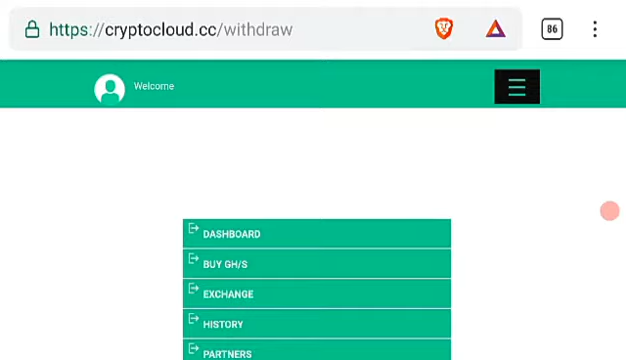 https://cryptocloud.cc/withdraw
86
Welcome
DASHBOARD
BUY GH/S
EXCHANGE
HISTORY
PARTNERS